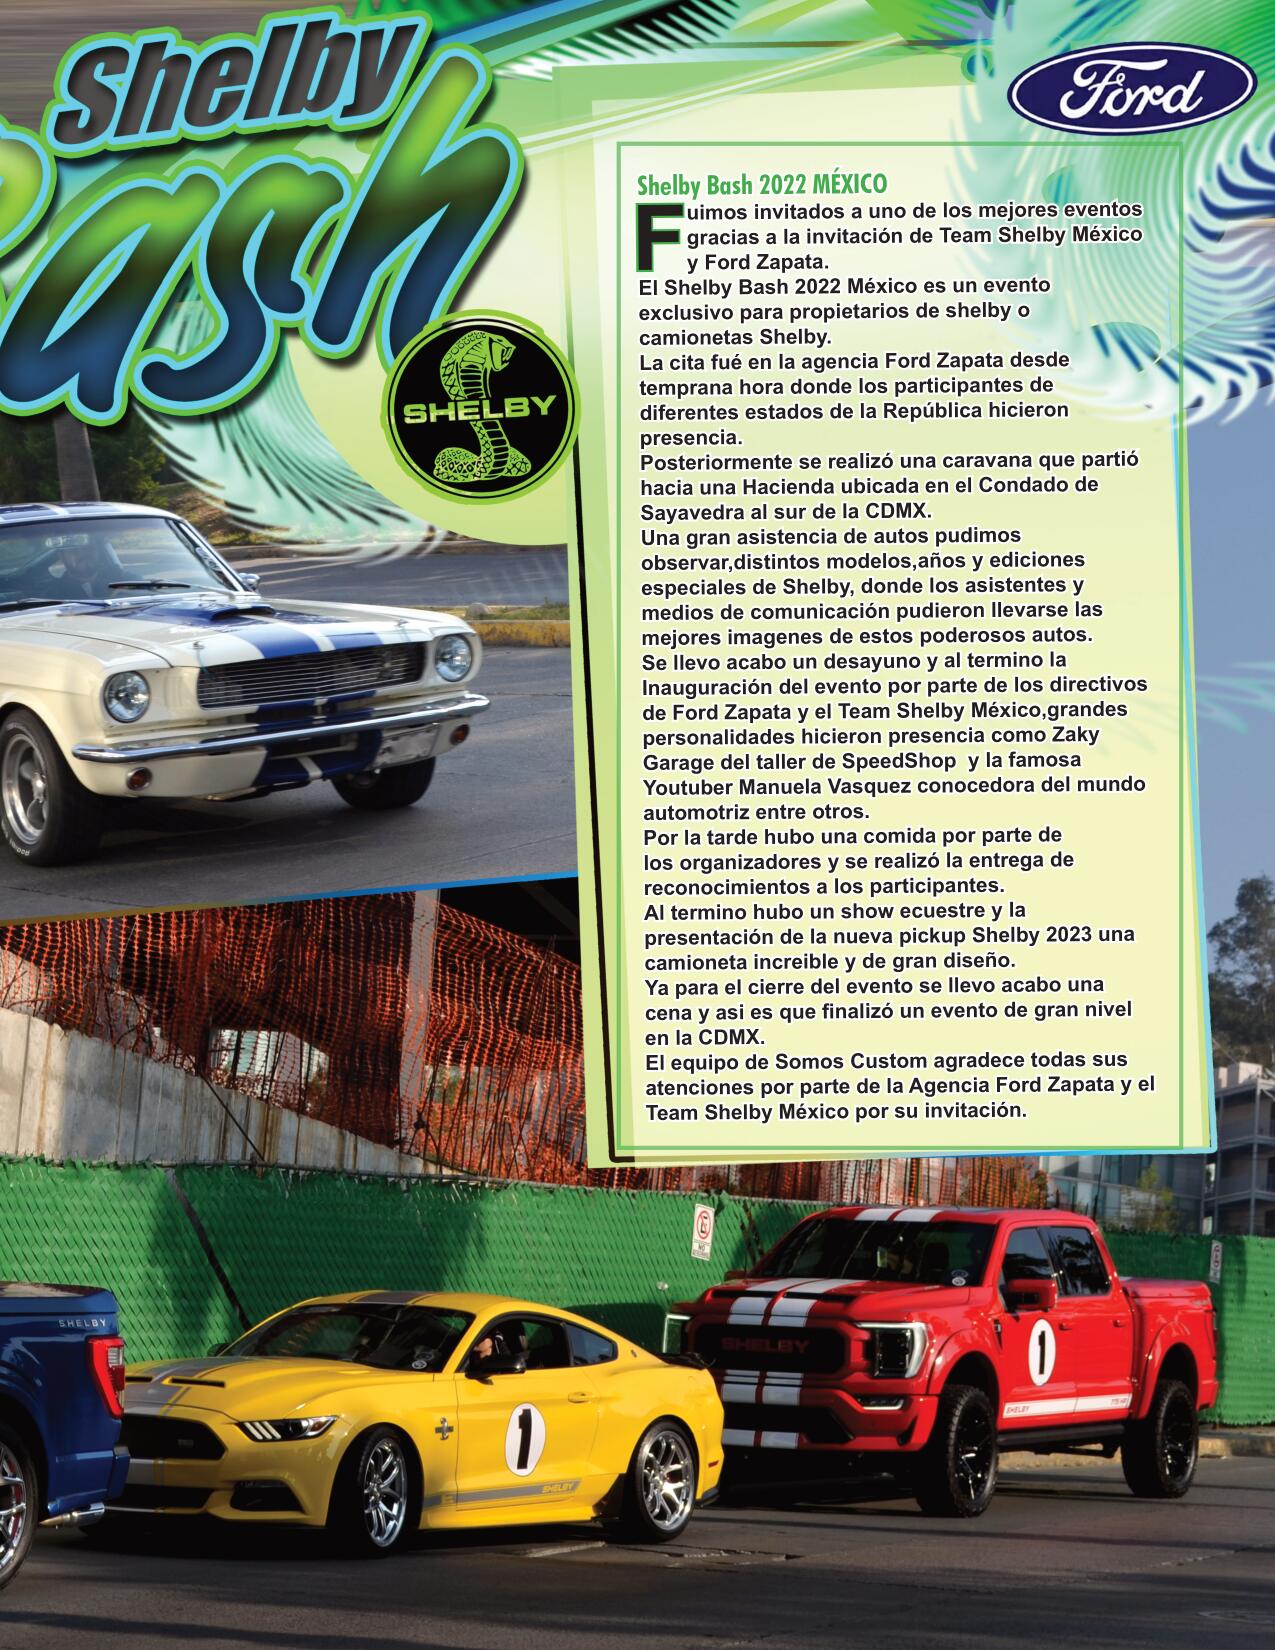 Shelby
Bash
Ford
SHELBY
Shelby Bash 2022 MÉXICO
Fuimos invitados a uno de los mejores eventos
gracias a la invitación de Team Shelby México
y Ford Zapata.
El Shelby Bash 2022 México es un evento
exclusivo para propietarios de shelby o
camionetas Shelby.
La cita fué en la agencia Ford Zapata desde
temprana hora donde los participantes de
diferentes estados de la República hicieron
presencia.
Posteriormente se realizó una caravana que partió
hacia una Hacienda ubicada en el Condado de
Sayavedra al sur de la CDMX.
Una gran asistencia de autos pudimos
observar,distintos modelos,años y ediciones
especiales de Shelby, donde los asistentes y
medios de comunicación pudieron llevarse las
mejores imagenes de estos poderosos autos.
Se llevo acabo un desayuno y al termino la
Inauguración del evento por parte de los directivos
de Ford Zapata y el Team Shelby México,grandes
personalidades hicieron presencia como Zaky
Garage del taller de SpeedShop  y la famosa
Youtuber Manuela Vasquez conocedora del mundo
automotriz entre otros.
Por la tarde hubo una comida por parte de
los organizadores y se realizó la entrega de
reconocimientos a los participantes.
Al termino hubo un show ecuestre y la
presentación de la nueva pickup Shelby 2023 una
camioneta increible y de gran diseño.
Ya para el cierre del evento se llevo acabo una
cena y asi es que finalizó un evento de gran nivel
en la CDMX.
El equipo de Somos Custom agradece todas sus
atenciones por parte de la Agencia Ford Zapata y el
Team Shelby México por su invitación.
SHELBY
1
SHELBY
SHELBY
1
SHELBY
775 HP